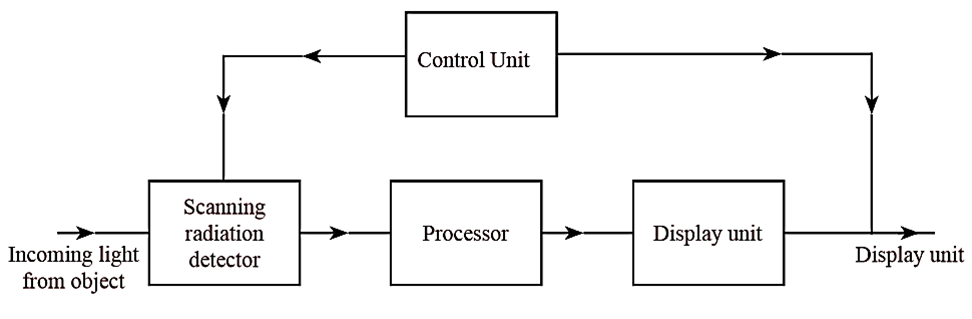 Control Unit
Scanning
radiation
detector
Processor
Display unit
Incoming light
from object
Display unit